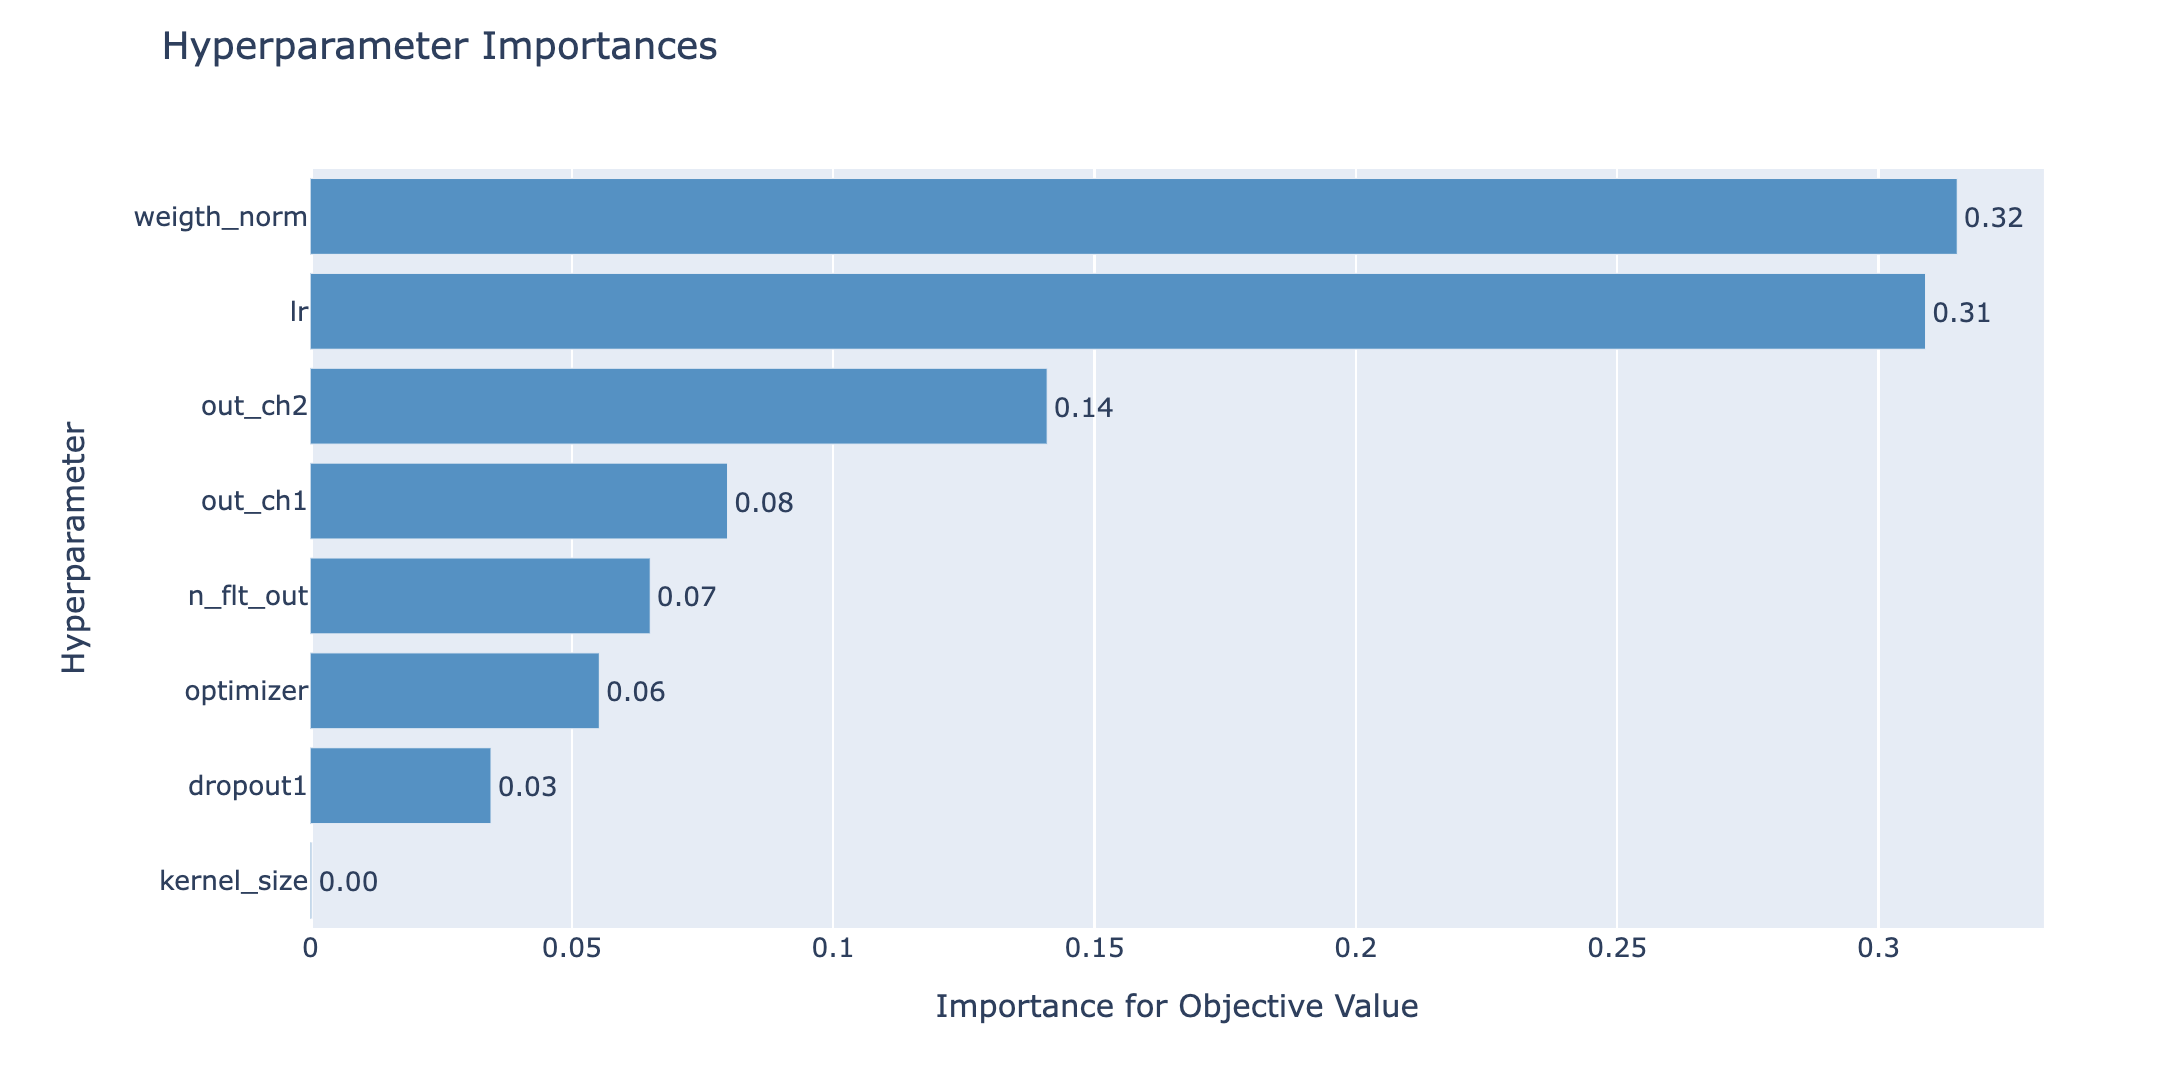 Hyperparameter Importances
Hyperparameter
weigth_norm
0.32
lr
0.31
out_ch2
0.14
out_ch1
0.08
n_flt_out
0.07
optimizer
0.06
dropout1
0.03
kernel_size
0.00
0 0.05 0.1 0.15 0.2 0.25 0.3
Importance for Objective Value